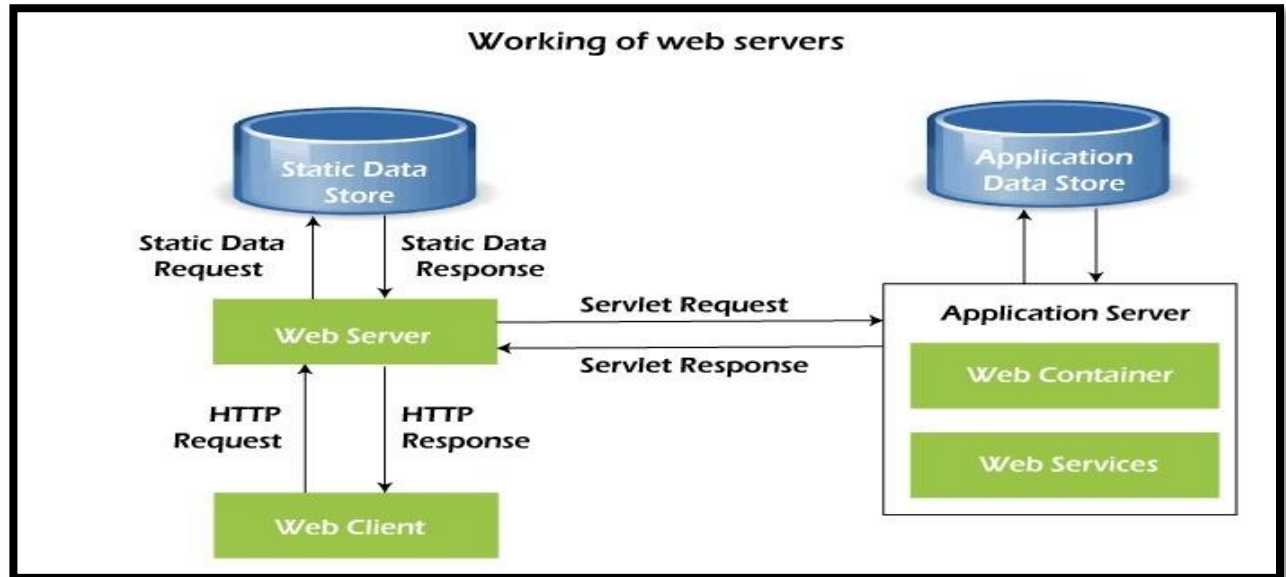 Working of web servers
Static Data
Store
Application
Data Store
Static Data
Request
Static Data
Response
Web Server
Servlet Request
Servlet Response
Application Server
Web Container
Web Services
HTTP
Request
HTTP
Response
Web Client